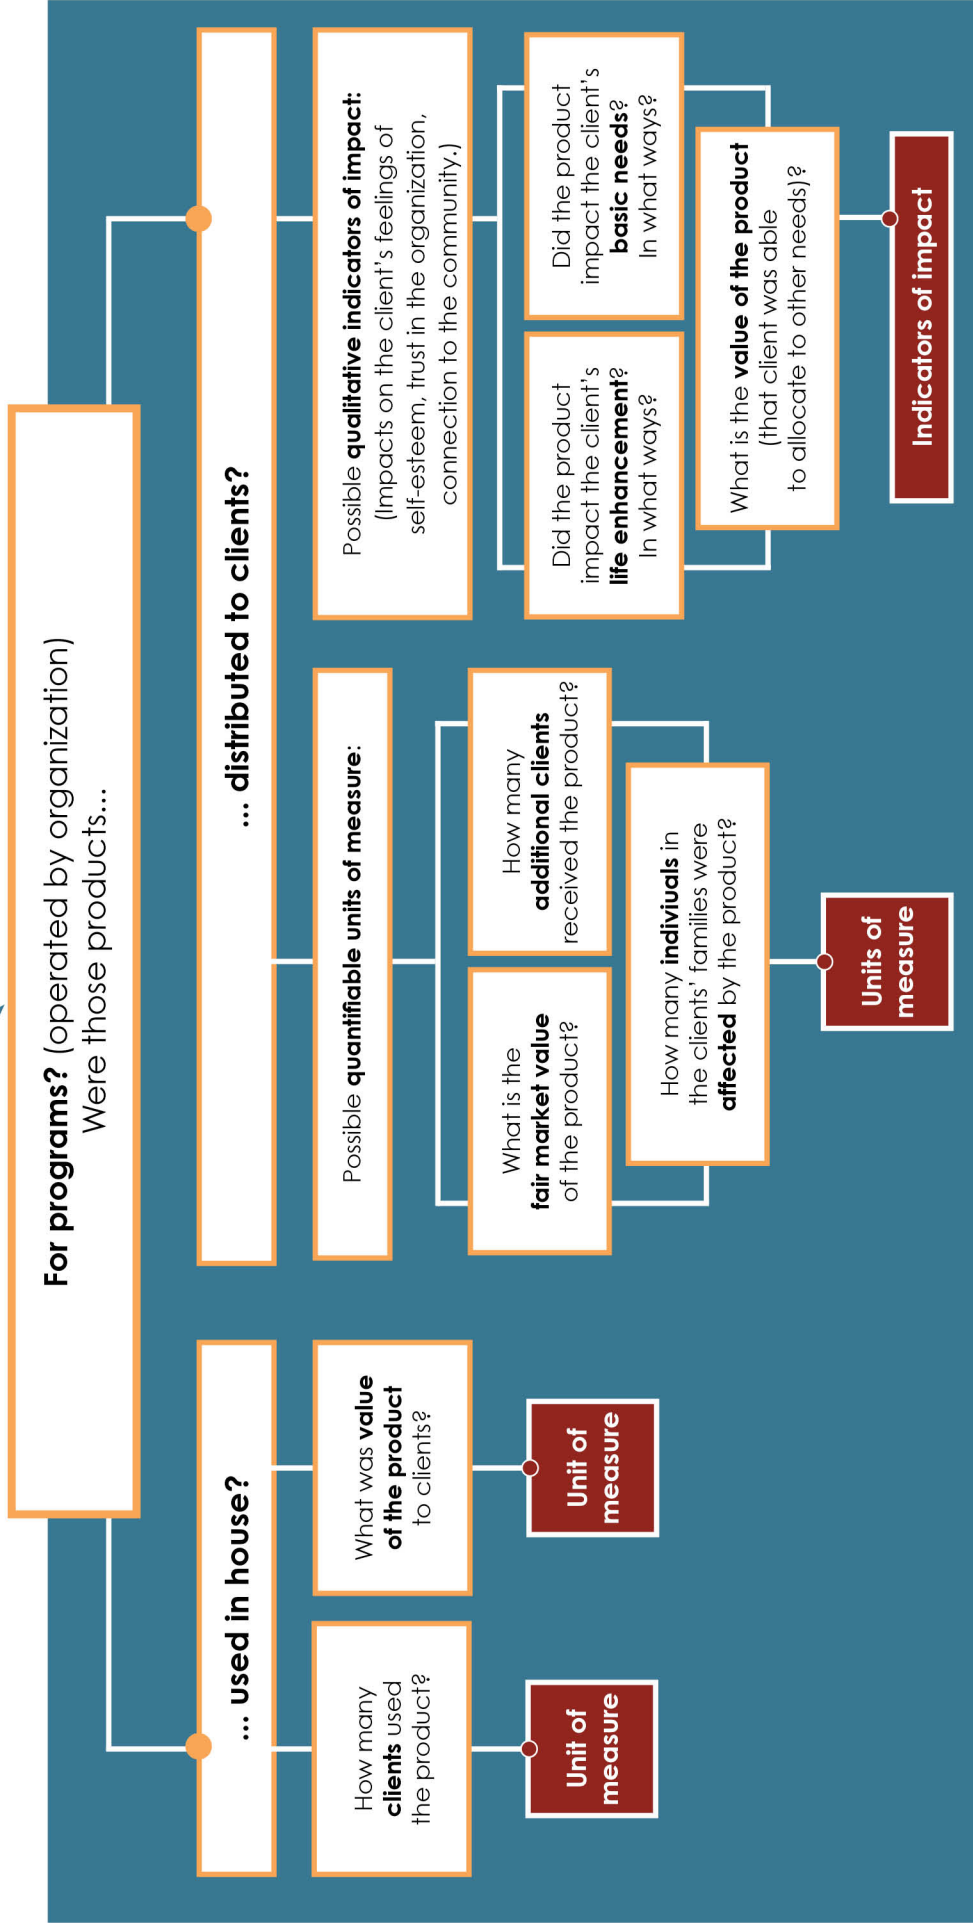 For programs? (operated by organization)
Were those products...
... used in house?
How many
clients used
the product?
Unit of
measure
What was value
of the product
to clients?
Unit of
measure
... distributed to clients?
Possible quantifiable units of measure:
What is the
fair market value
of the product?
How many
additional clients
received the product?
How many indiviuals in
the clients' families were
affected by the product?
Units of
measure
Possible qualitative indicators of impact:
(Impacts on the client's feelings of
self-esteem, trust in the organization,
connection to the community.)
Did the product
impact the client's
life enhancement?
In what ways?
Did the product
impact the client's
basic needs?
In what ways?
What is the value of the product
(that client was able
to allocate to other needs)?
Indicators of impact